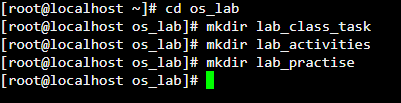 [root@localhost ~]# cd os_lab
[root@localhost os_lab]# mkdir lab_class_task
[root@localhost os_lab]# mkdir lab_activities
[root@localhost os_lab]# mkdir lab_practise
[root@localhost os_lab]#